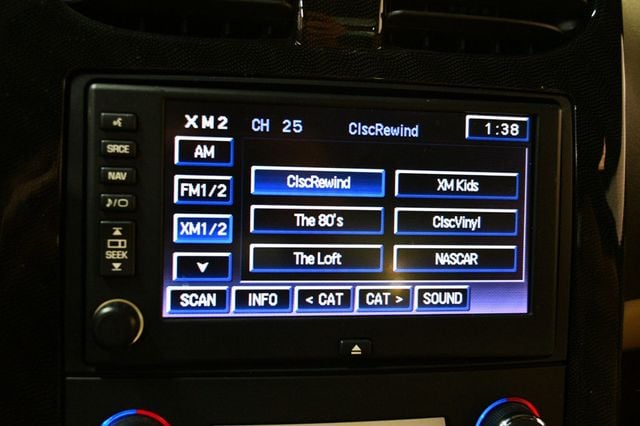 XM2 CH 25 ClscRewind 1:38
AM
FM1/2
XM1/2
ClscRewind XM Kids
The 80's ClscVinyl
The Loft NASCAR
SCAN INFO < CAT CAT > SOUND
SRCE
NAV
SEEK